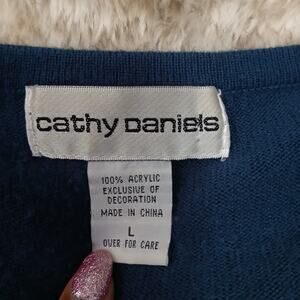 cathy Daniels
100% ACRYLIC
EXCLUSIVE OF
DECORATION
MADE IN CHINA
L
OVER FOR CARE